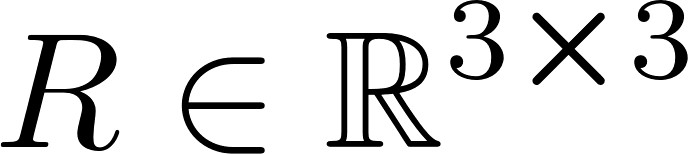 R ∈ ℝ^{3×3}